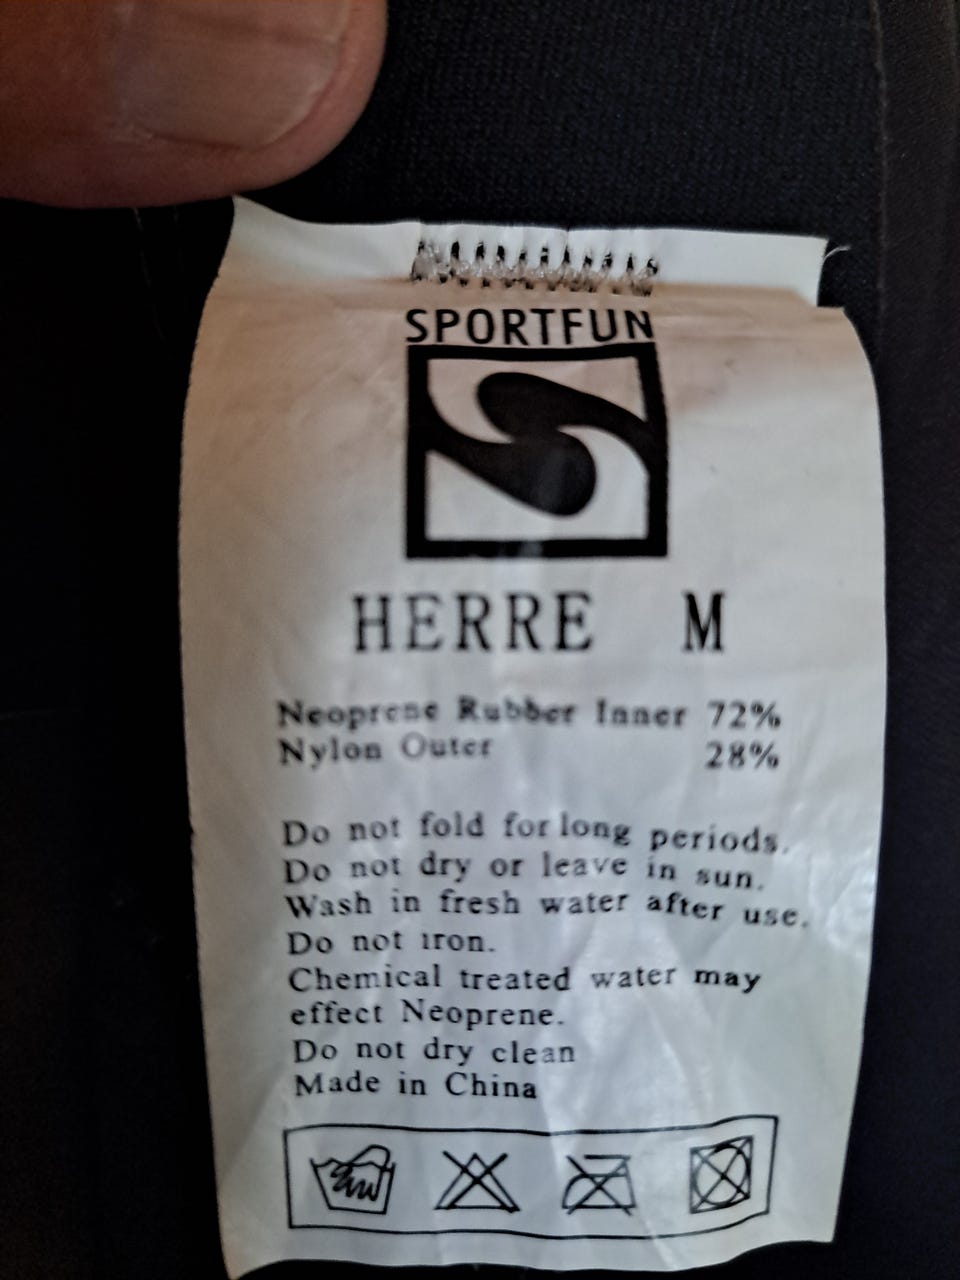 SPORTFUN
HERRE M
Neoprene Rubber Inner 72%
Nylon Outer 28%
Do not fold for long periods.
Do not dry or leave in sun.
Wash in fresh water after use.
Do not iron.
Chemical treated water may
effect Neoprene.
Do not dry clean
Made in China